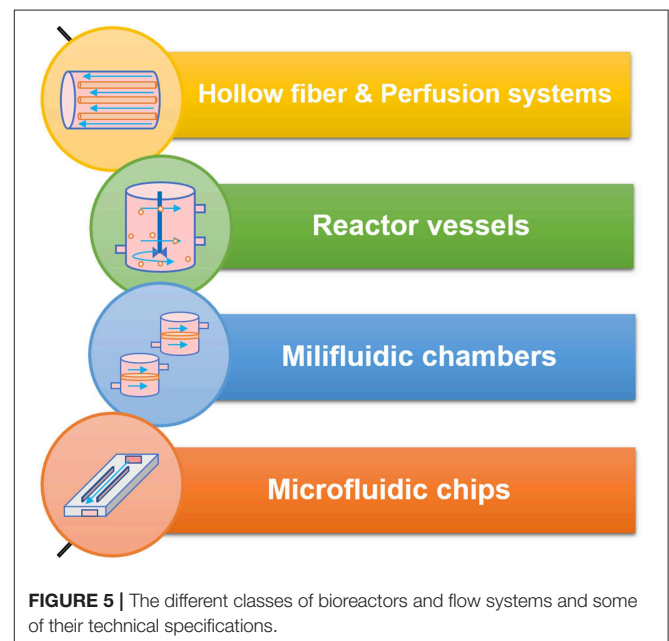 Hollow fiber & Perfusion systems
Reactor vessels
Milifluidic chambers
Microfluidic chips
FIGURE 5 | The different classes of bioreactors and flow systems and some
of their technical specifications.